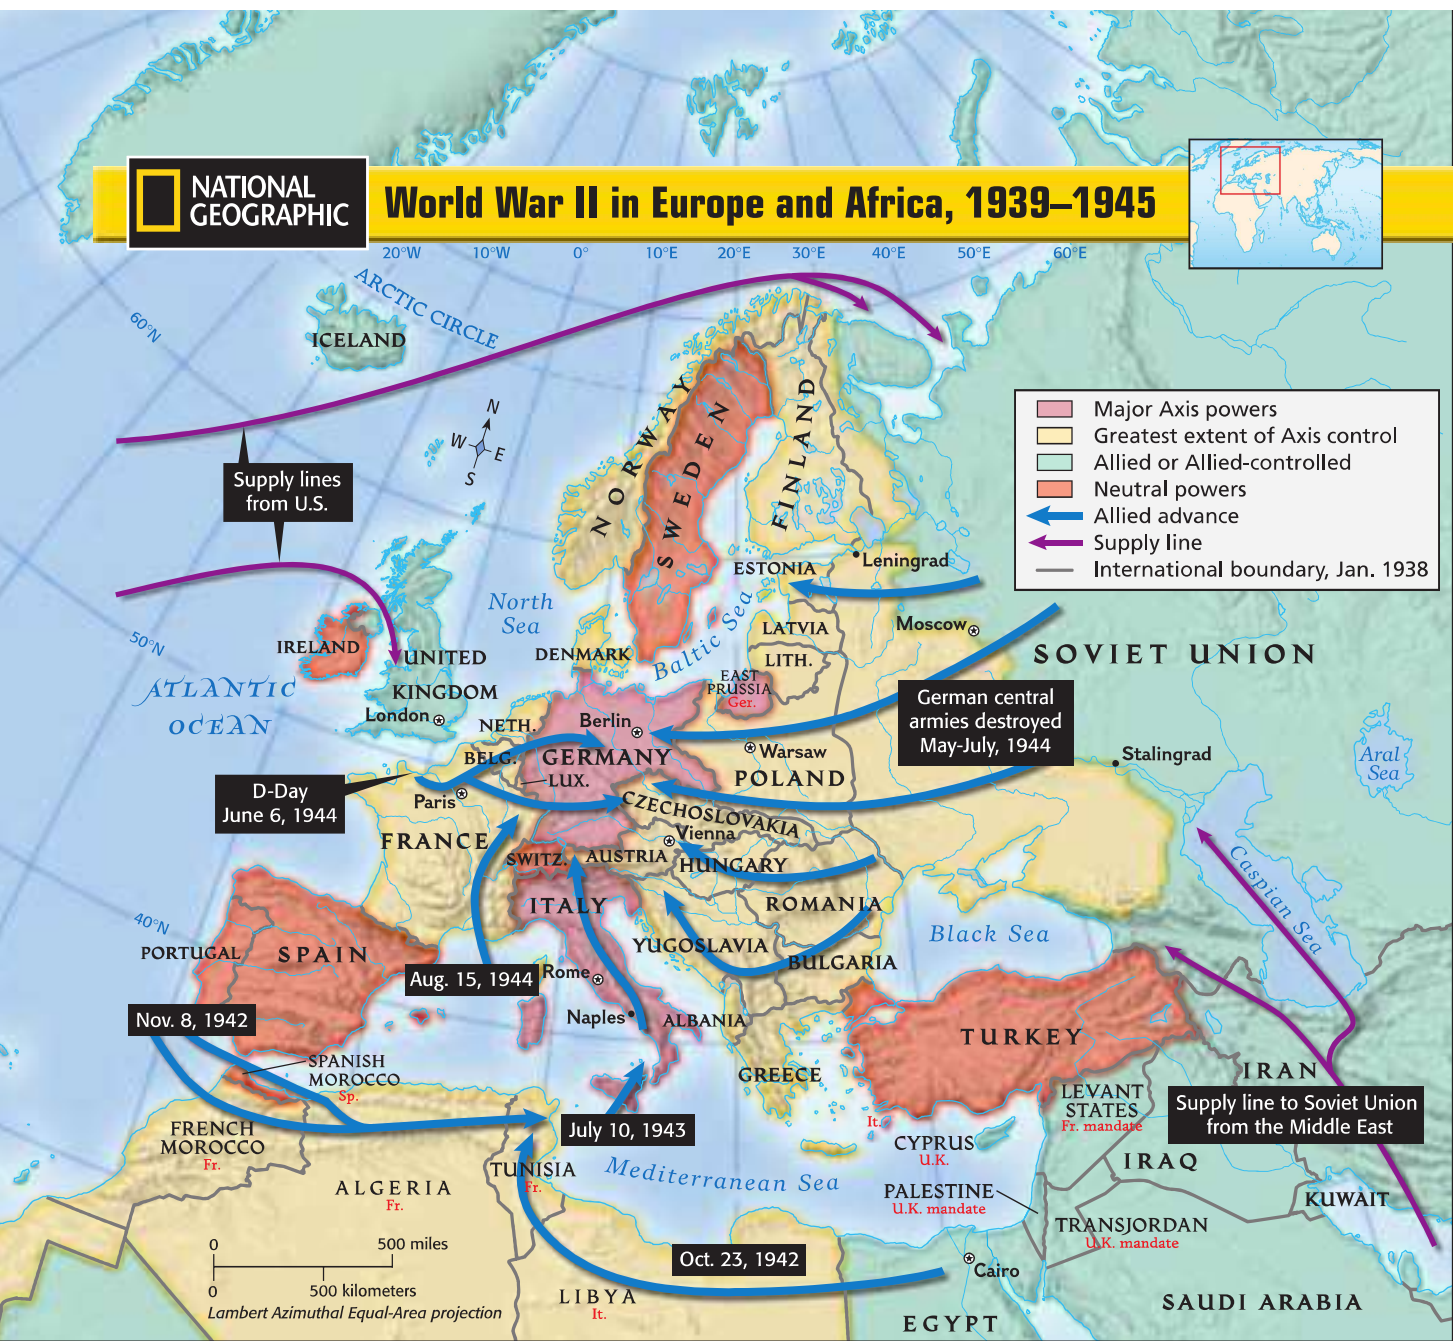 NATIONAL
GEOGRAPHIC
World War II in Europe and Africa, 1939–1945
20°W
10°W
0°
10°E
20°E
30°E
40°E
50°E
60°E
ARCTIC CIRCLE
60°N
ICELAND
N
W
E
S
Supply lines
from U.S.
Major Axis powers
Greatest extent of Axis control
Allied or Allied-controlled
Neutral powers
Allied advance
Supply line
International boundary, Jan. 1938
NORWAY
SWEDEN
FINLAND
Leningrad
ESTONIA
North
Sea
Baltic Sea
LATVIA
Moscow
50°N
IRELAND
UNITED
KINGDOM
London
DENMARK
LITH.
EAST
PRUSSIA
Ger.
SOVIET UNION
ATLANTIC
OCEAN
NETH.
Berlin
German central
armies destroyed
May-July, 1944
BELG.
GERMANY
Warsaw
Stalingrad
Aral
Sea
LUX.
POLAND
D-Day
June 6, 1944
Paris
CZECHOSLOVAKIA
FRANCE
Vienna
SWITZ.
AUSTRIA
HUNGARY
Caspian Sea
ITALY
ROMANIA
40°N
PORTUGAL
SPAIN
YUGOSLAVIA
Black Sea
BULGARIA
Aug. 15, 1944
Rome
Nov. 8, 1942
Naples
ALBANIA
TURKEY
SPANISH
MOROCCO
Sp.
GREECE
IRAN
LEVANT
STATES
Fr. mandate
Supply line to Soviet Union
from the Middle East
It.
July 10, 1943
FRENCH
MOROCCO
Fr.
CYPRUS
U.K.
IRAQ
TUNISIA
Fr.
Mediterranean Sea
ALGERIA
Fr.
PALESTINE
U.K. mandate
KUWAIT
TRANSJORDAN
U.K. mandate
0
500 miles
0
500 kilometers
Lambert Azimuthal Equal-Area projection
Oct. 23, 1942
Cairo
LIBYA
It.
EGYPT
SAUDI ARABIA